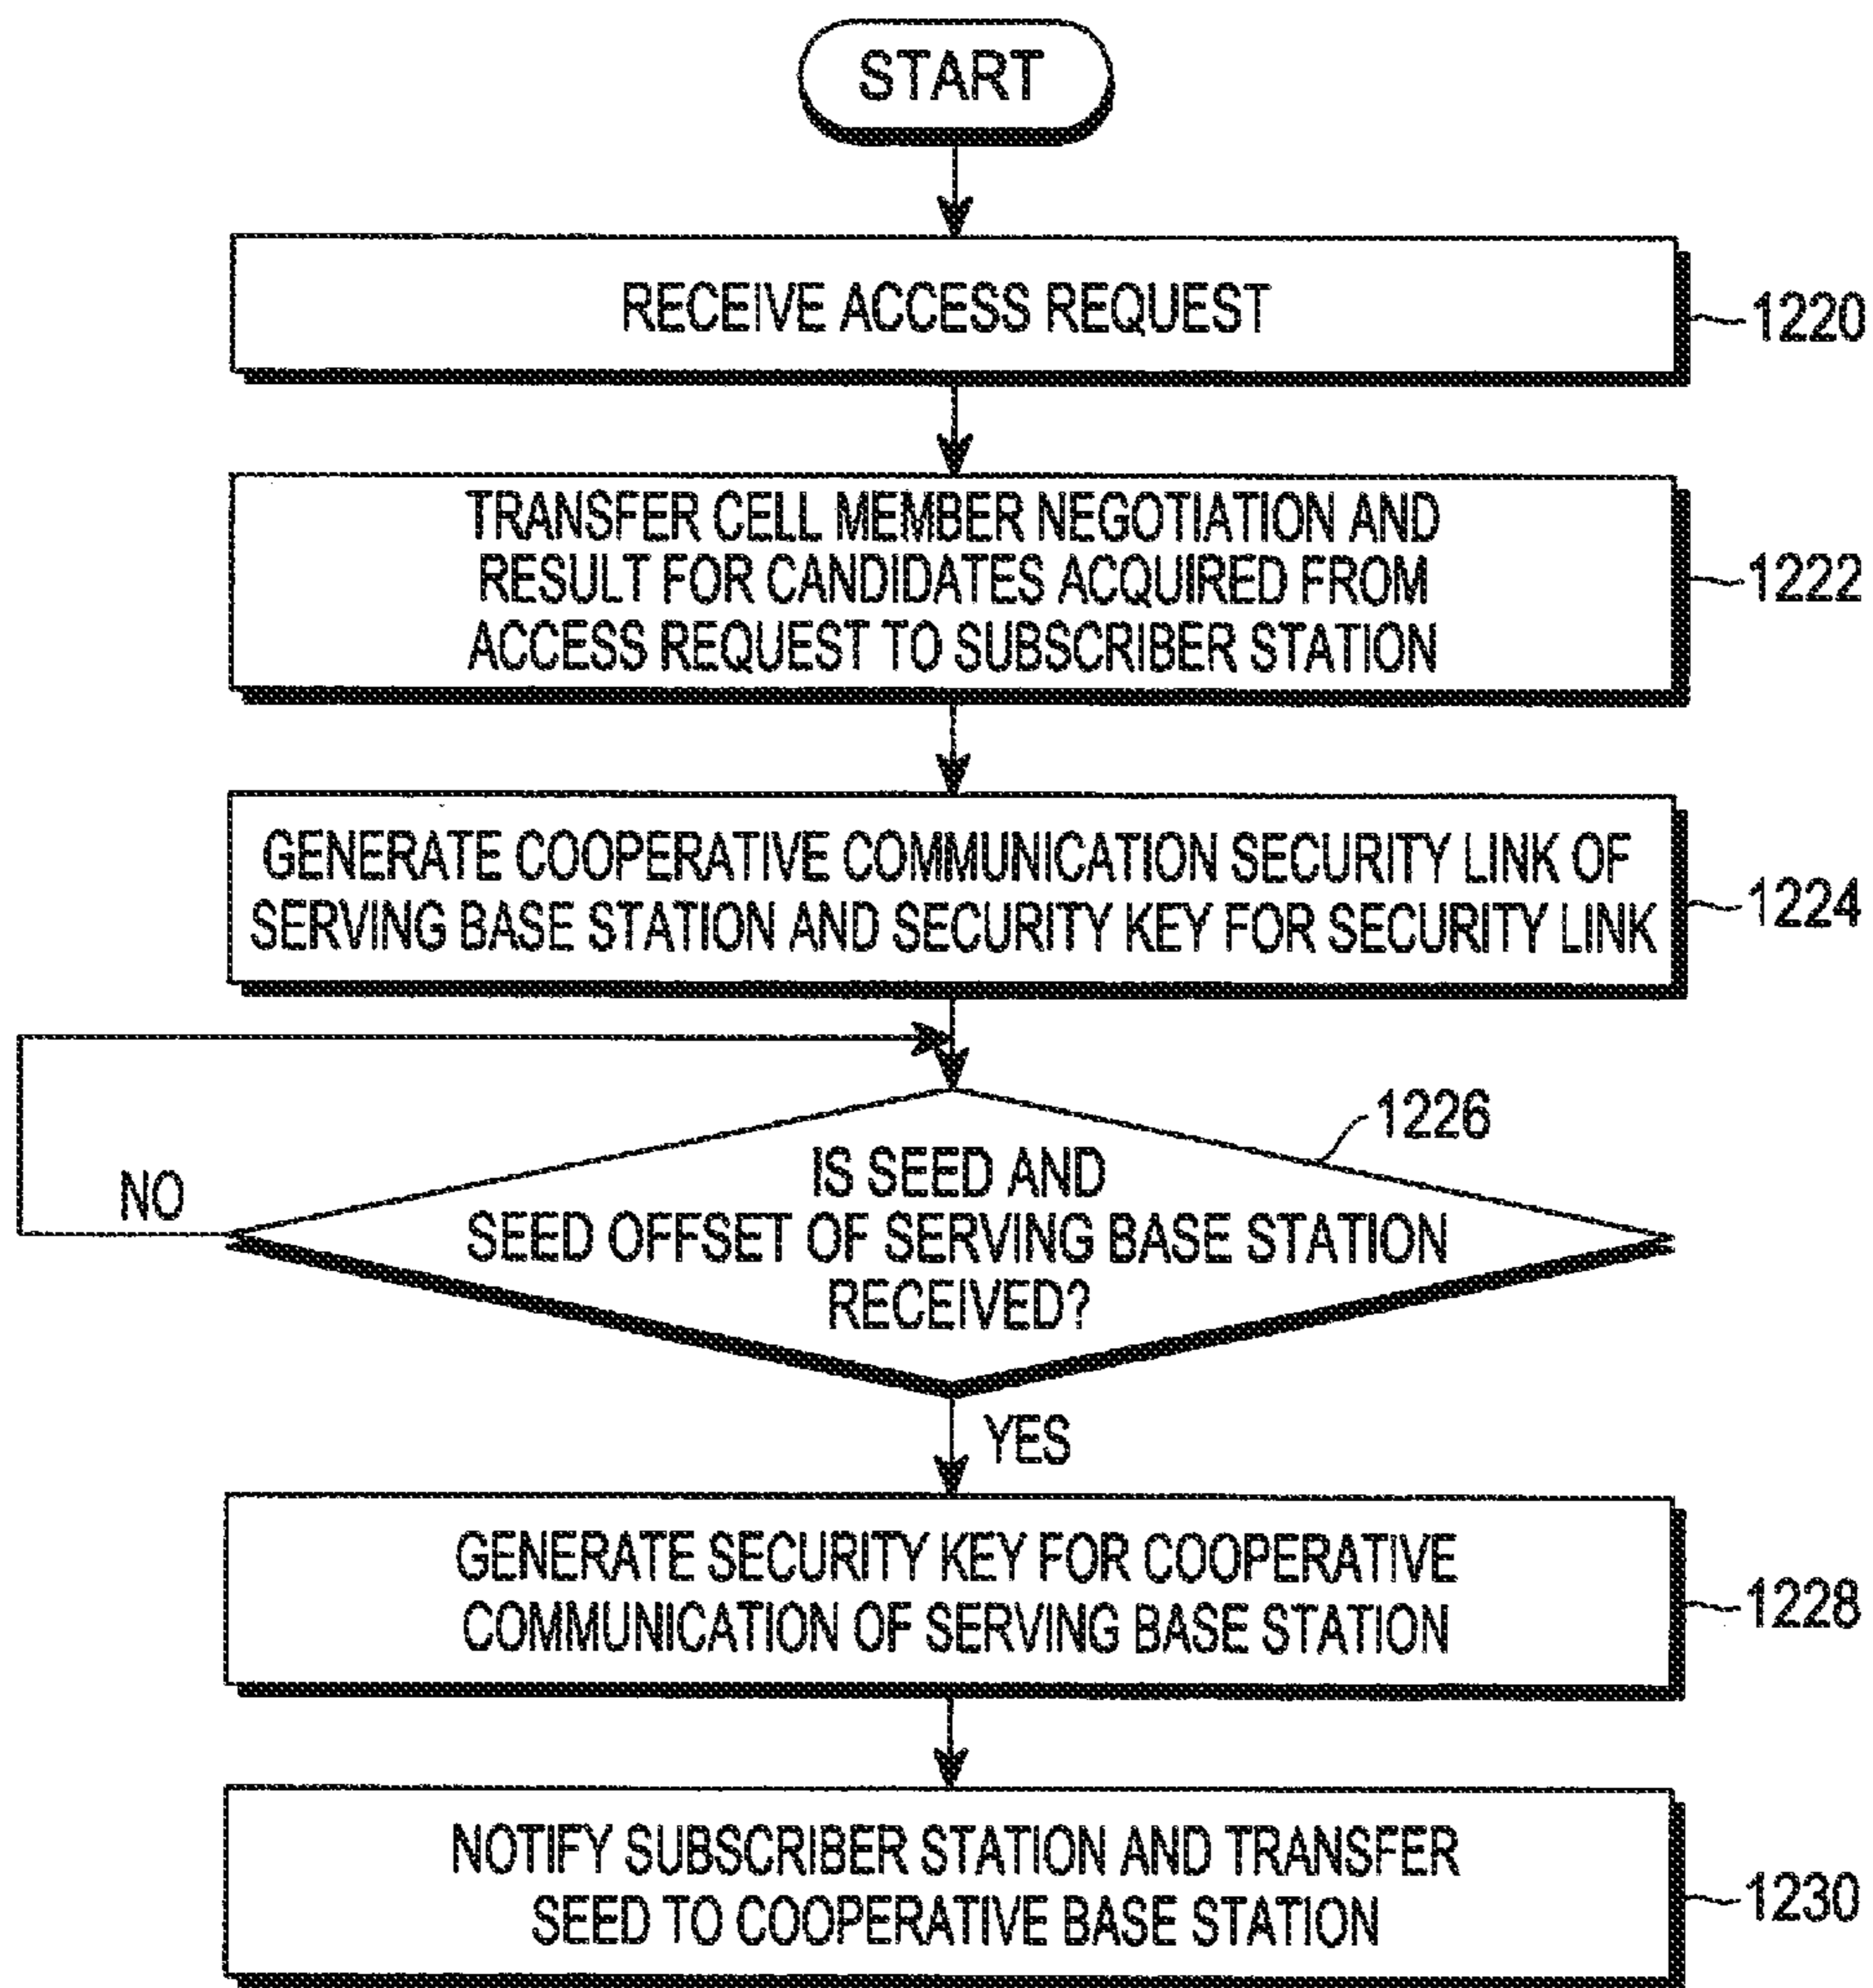 START
RECEIVE ACCESS REQUEST
1220
TRANSFER CELL MEMBER NEGOTIATION AND
RESULT FOR CANDIDATES ACQUIRED FROM
ACCESS REQUEST TO SUBSCRIBER STATION
1222
GENERATE COOPERATIVE COMMUNICATION SECURITY LINK OF
SERVING BASE STATION AND SECURITY KEY FOR SECURITY LINK
1224
1226
IS SEED AND
SEED OFFSET OF SERVING BASE STATION
RECEIVED?
NO
YES
GENERATE SECURITY KEY FOR COOPERATIVE
COMMUNICATION OF SERVING BASE STATION
1228
NOTIFY SUBSCRIBER STATION AND TRANSFER
SEED TO COOPERATIVE BASE STATION
1230